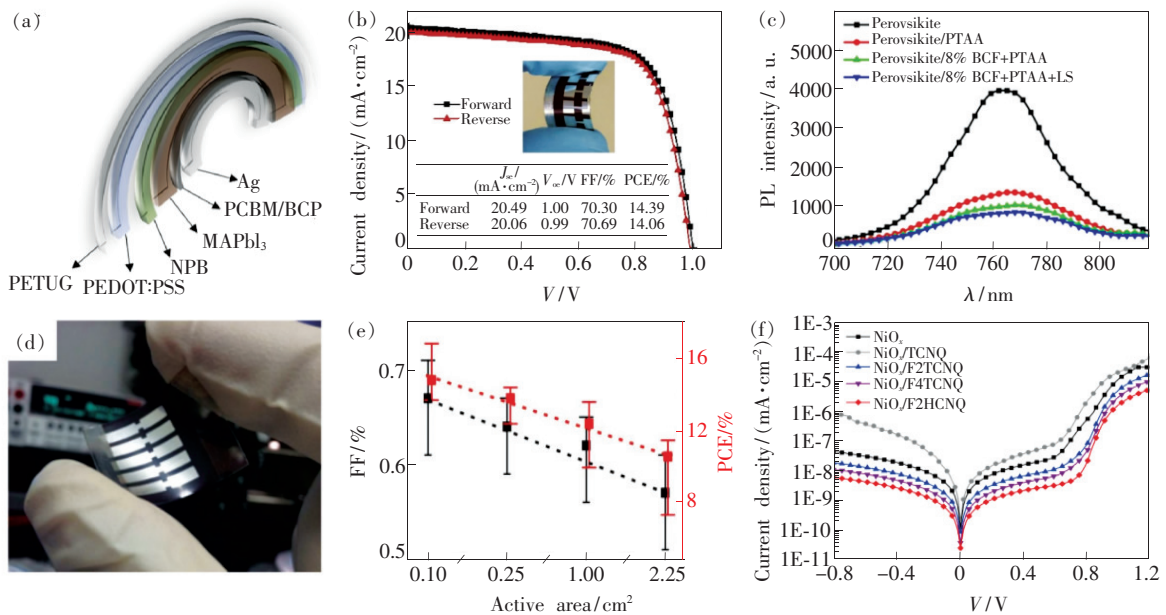 (a)
Ag
PCBM/BCP
MAPbI₃
NPB
PETUG
PEDOT:PSS
(b)
Current density/(mA·cm⁻²)
20
15
10
5
0
Forward
Reverse
J_sc/(mA·cm⁻²) V_oc/V FF/% PCE/%
Forward 20.49 1.00 70.30 14.39
Reverse 20.06 0.99 70.69 14.06
0 0.2 0.4 0.6 0.8 1.0
V/V
(c)
Perovsikite
Perovsikite/PTAA
Perovsikite/8% BCF+PTAA
Perovsikite/8% BCF+PTAA+LS
PL intensity/a. u.
5000
4000
3000
2000
1000
0
700 720 740 760 780 800
λ/nm
(d)
(e)
FF/%
0.7
0.6
0.5
PCE/%
16
12
8
0.10 0.25 1.00 2.25
Active area/cm²
(f)
NiOₓ
NiOₓ/TCNQ
NiOₓ/F2TCNQ
NiOₓ/F4TCNQ
NiOₓ/F2HCNQ
Current density/(mA·cm⁻²)
1E-3
1E-4
1E-5
1E-6
1E-7
1E-8
1E-9
1E-10
1E-11
-0.8 -0.4 0 0.4 0.8 1.2
V/V